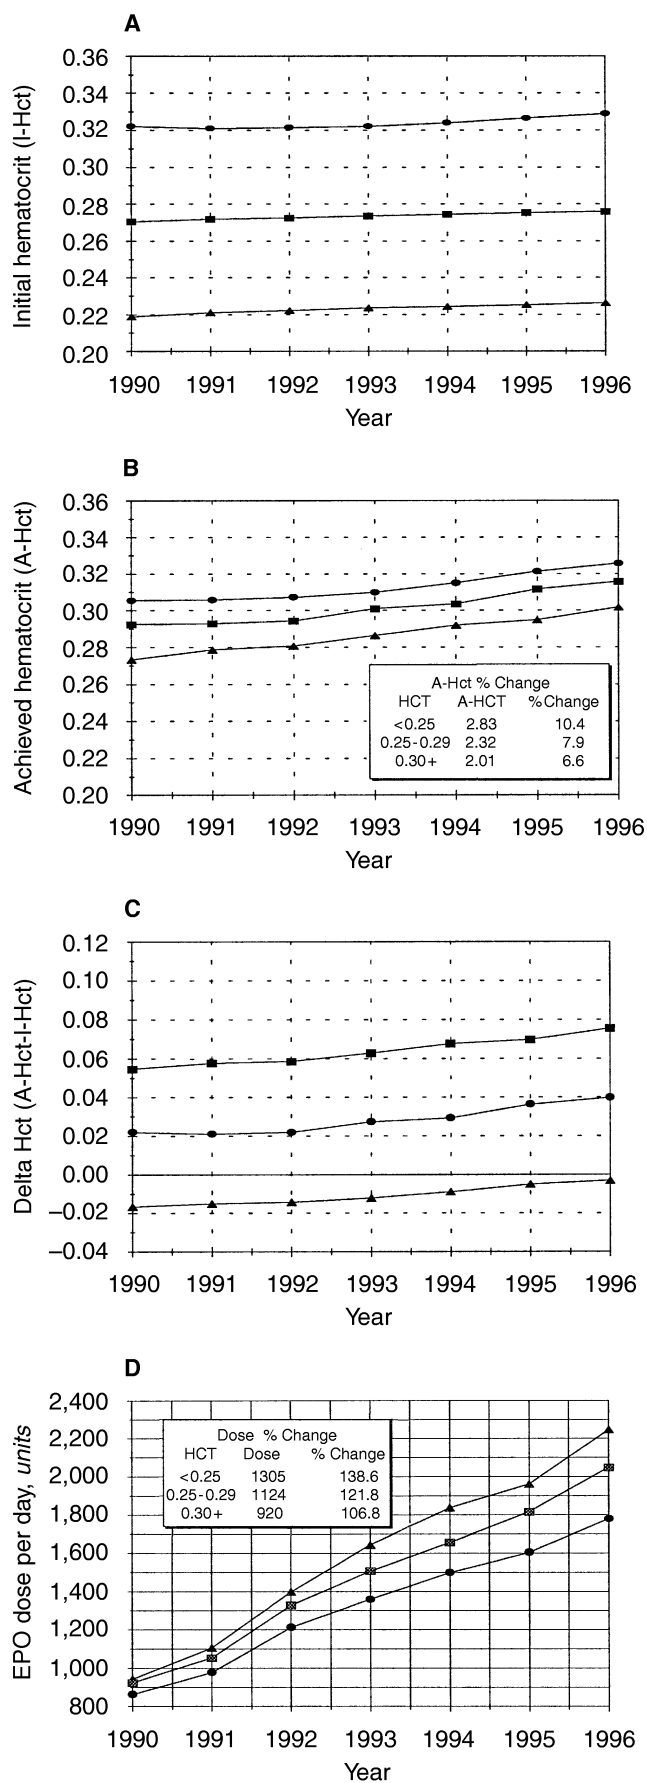 A
Initial hematocrit (I-Hct)
0.36
0.34
0.32
0.30
0.28
0.26
0.24
0.22
0.20
1990 1991 1992 1993 1994 1995 1996
Year
B
Achieved hematocrit (A-Hct)
0.36
0.34
0.32
0.30
0.28
0.26
0.24
0.22
0.20
A-Hct % Change
HCT A-HCT %Change
<0.25 2.83 10.4
0.25-0.29 2.32 7.9
0.30+ 2.01 6.6
1990 1991 1992 1993 1994 1995 1996
Year
C
Delta Hct (A-Hct-I-Hct)
0.12
0.10
0.08
0.06
0.04
0.02
0.00
–0.02
–0.04
1990 1991 1992 1993 1994 1995 1996
Year
D
EPO dose per day, units
2,400
2,200
2,000
1,800
1,600
1,400
1,200
1,000
800
Dose % Change
HCT Dose % Change
<0.25 1305 138.6
0.25-0.29 1124 121.8
0.30+ 920 106.8
1990 1991 1992 1993 1994 1995 1996
Year